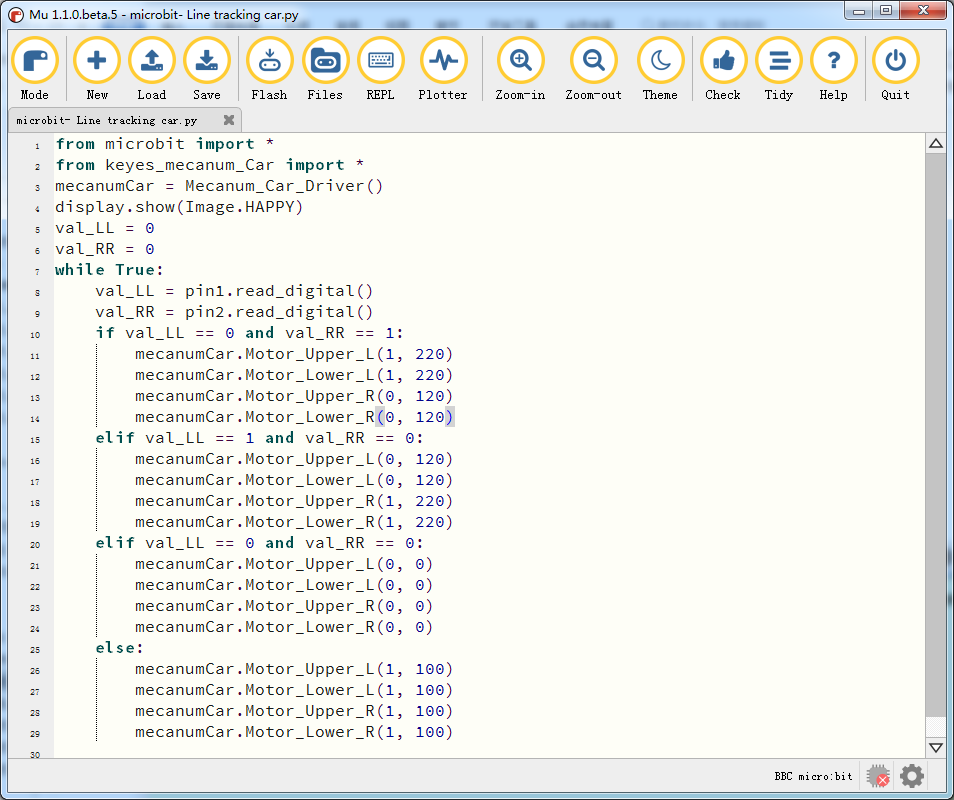 Mu 1.1.0.beta.5 - microbit- Line tracking car.py
Mode New Load Save Flash Files REPL Plotter Zoom-in Zoom-out Theme Check Tidy Help Quit
microbit- Line tracking car.py
1 from microbit import *
2 from keyes_mecanum_Car import *
3 mecanumCar = Mecanum_Car_Driver()
4 display.show(Image.HAPPY)
5 val_LL = 0
6 val_RR = 0
7 while True:
8     val_LL = pin1.read_digital()
9     val_RR = pin2.read_digital()
10     if val_LL == 0 and val_RR == 1:
11         mecanumCar.Motor_Upper_L(1, 220)
12         mecanumCar.Motor_Lower_L(1, 220)
13         mecanumCar.Motor_Upper_R(0, 120)
14         mecanumCar.Motor_Lower_R(0, 120)
15     elif val_LL == 1 and val_RR == 0:
16         mecanumCar.Motor_Upper_L(0, 120)
17         mecanumCar.Motor_Lower_L(0, 120)
18         mecanumCar.Motor_Upper_R(1, 220)
19         mecanumCar.Motor_Lower_R(1, 220)
20     elif val_LL == 0 and val_RR == 0:
21         mecanumCar.Motor_Upper_L(0, 0)
22         mecanumCar.Motor_Lower_L(0, 0)
23         mecanumCar.Motor_Upper_R(0, 0)
24         mecanumCar.Motor_Lower_R(0, 0)
25     else:
26         mecanumCar.Motor_Upper_L(1, 100)
27         mecanumCar.Motor_Lower_L(1, 100)
28         mecanumCar.Motor_Upper_R(1, 100)
29         mecanumCar.Motor_Lower_R(1, 100)
30
BBC micro:bit